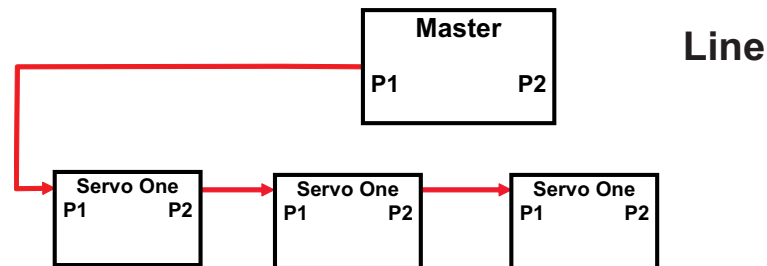 Master
Line
P1 P2
Servo One
P1 P2
Servo One
P1 P2
Servo One
P1 P2